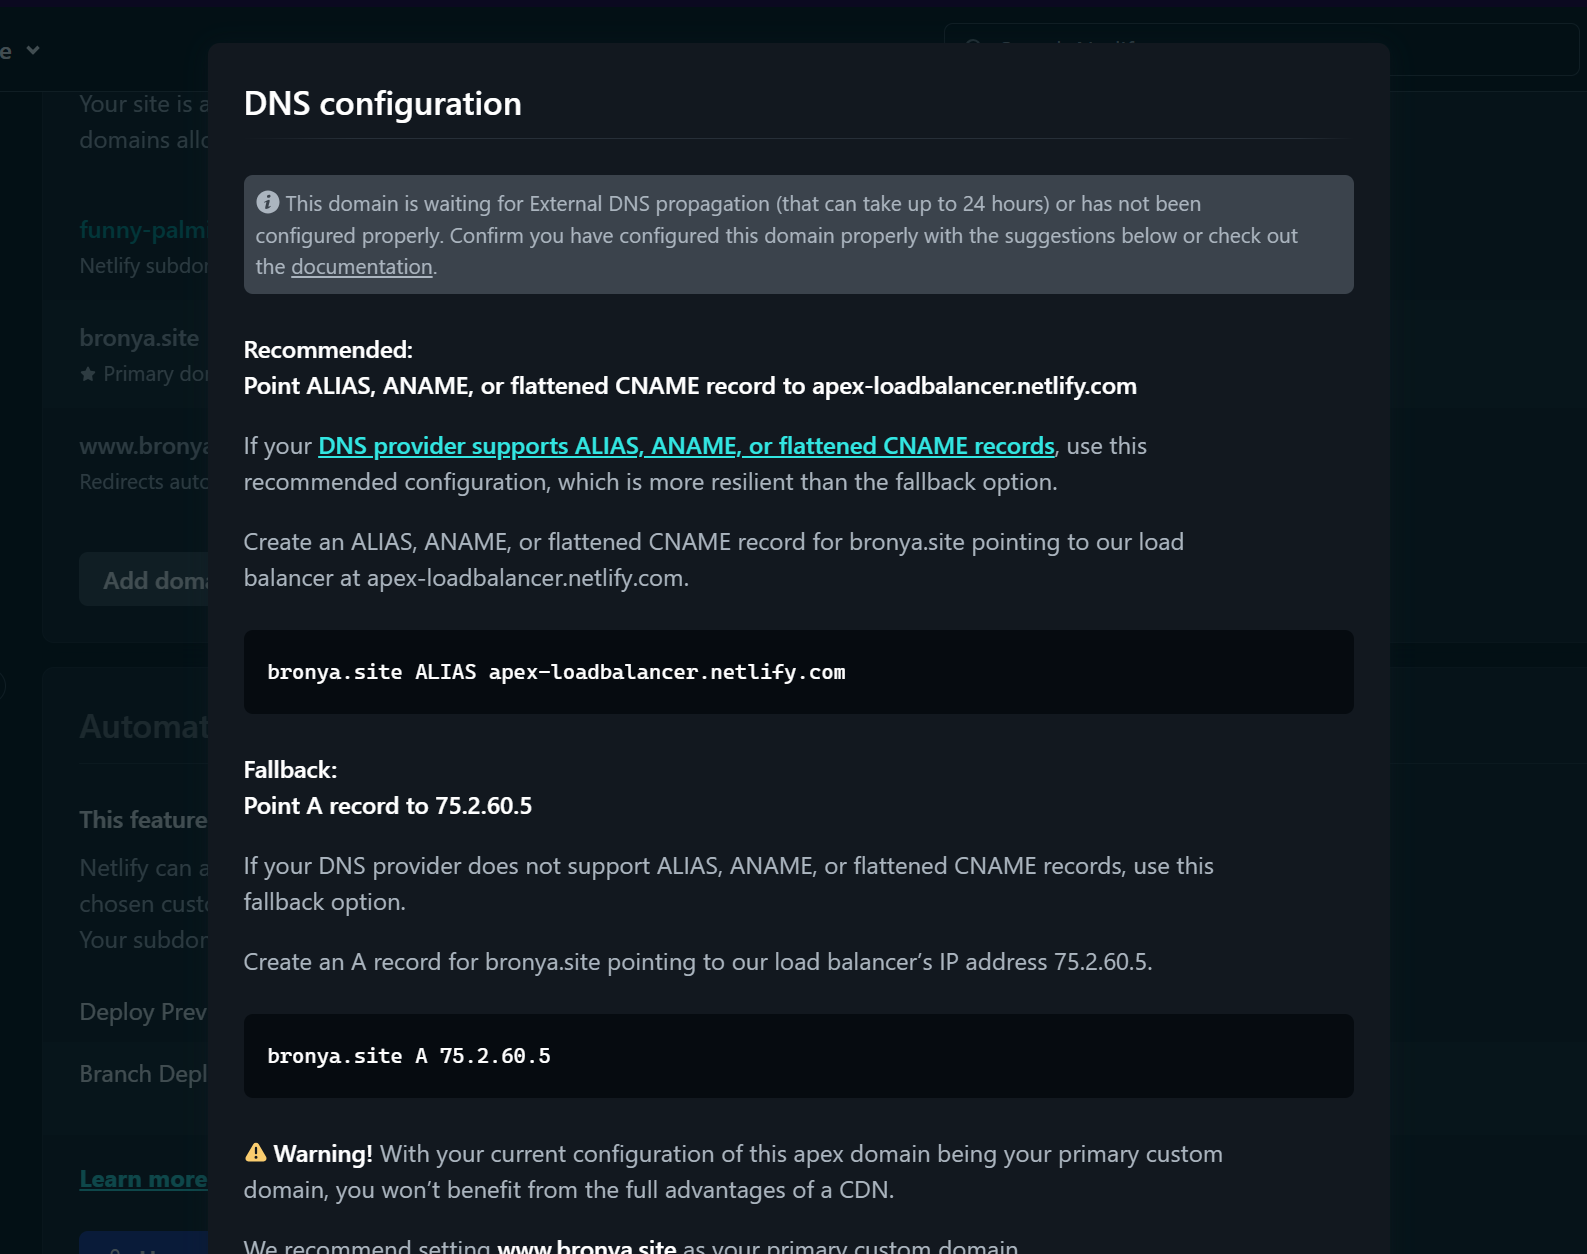 e
DNS configuration
Your site is a
domains allo
This domain is waiting for External DNS propagation (that can take up to 24 hours) or has not been
configured properly. Confirm you have configured this domain properly with the suggestions below or check out
the documentation.
funny-palmi
Netlify subdor
bronya.site
Primary dor
www.bronya
Redirects auto
Add doma
Recommended:
Point ALIAS, ANAME, or flattened CNAME record to apex-loadbalancer.netlify.com
If your DNS provider supports ALIAS, ANAME, or flattened CNAME records, use this
recommended configuration, which is more resilient than the fallback option.
Create an ALIAS, ANAME, or flattened CNAME record for bronya.site pointing to our load
balancer at apex-loadbalancer.netlify.com.
bronya.site ALIAS apex-loadbalancer.netlify.com
Automat
This feature
Netlify can a
chosen custo
Your subdor
Deploy Prev
Branch Depl
Learn more
Fallback:
Point A record to 75.2.60.5
If your DNS provider does not support ALIAS, ANAME, or flattened CNAME records, use this
fallback option.
Create an A record for bronya.site pointing to our load balancer’s IP address 75.2.60.5.
bronya.site A 75.2.60.5
Warning! With your current configuration of this apex domain being your primary custom
domain, you won’t benefit from the full advantages of a CDN.
We recommend setting www.bronya.site as your primary custom domain